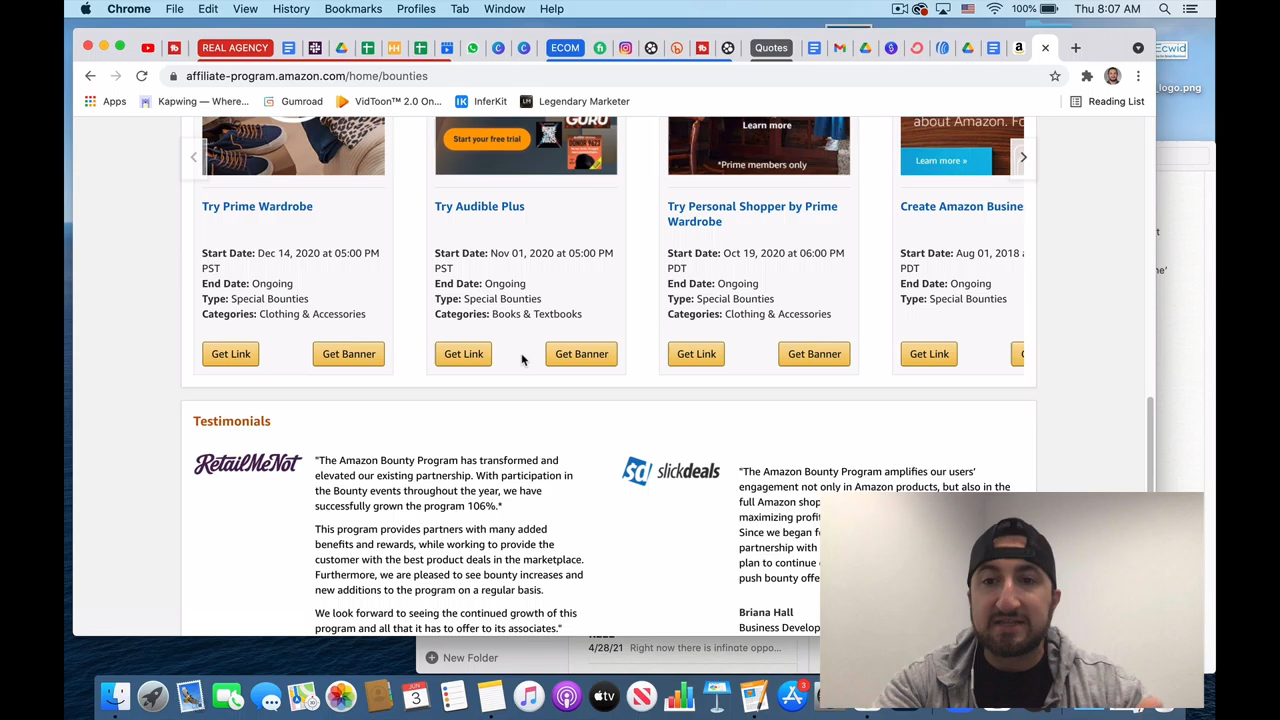 Chrome File Edit View History Bookmarks Profiles Tab Window Help 100% Thu 8:07 AM
REAL AGENCY ECOM Quotes Ecwid
affiliate-program.amazon.com/home/bounties
_logo.png
Apps Kapwing — Where... Gumroad VidToon™ 2.0 On... InferKit Legendary Marketer Reading List
GURU
about Amazon. Fo
Start your free trial
Learn more
DONOR #623
*Prime members only
Learn more »
Try Prime Wardrobe
Start Date: Dec 14, 2020 at 05:00 PM
PST
End Date: Ongoing
Type: Special Bounties
Categories: Clothing & Accessories
Get Link Get Banner
Try Audible Plus
Start Date: Nov 01, 2020 at 05:00 PM
PST
End Date: Ongoing
Type: Special Bounties
Categories: Books & Textbooks
Get Link Get Banner
Try Personal Shopper by Prime
Wardrobe
Start Date: Oct 19, 2020 at 06:00 PM
PDT
End Date: Ongoing
Type: Special Bounties
Categories: Clothing & Accessories
Get Link Get Banner
Create Amazon Busine
Start Date: Aug 01, 2018 a
PDT
End Date: Ongoing
Type: Special Bounties
Get Link
Testimonials
RetailMeNot
"The Amazon Bounty Program has transformed and
elevated our existing partnership. With participation in
the Bounty events throughout the year, we have
successfully grown the program 106%.*
This program provides partners with many added
benefits and rewards, while working to provide the
customer with the best product deals in the marketplace.
Furthermore, we are pleased to see bounty increases and
new additions to the program on a regular basis.
We look forward to seeing the continued growth of this
program and all that it has to offer to its associates."
sd slickdeals
"The Amazon Bounty Program amplifies our users'
engagement not only in Amazon products, but also in the
full Amazon shop
maximizing profit
Since we began f
partnership with
plan to continue
push bounty offe
Briana Hall
Business Develop
New Folder
4/28/21 Right now there is infinate oppo...
JUN
3
3